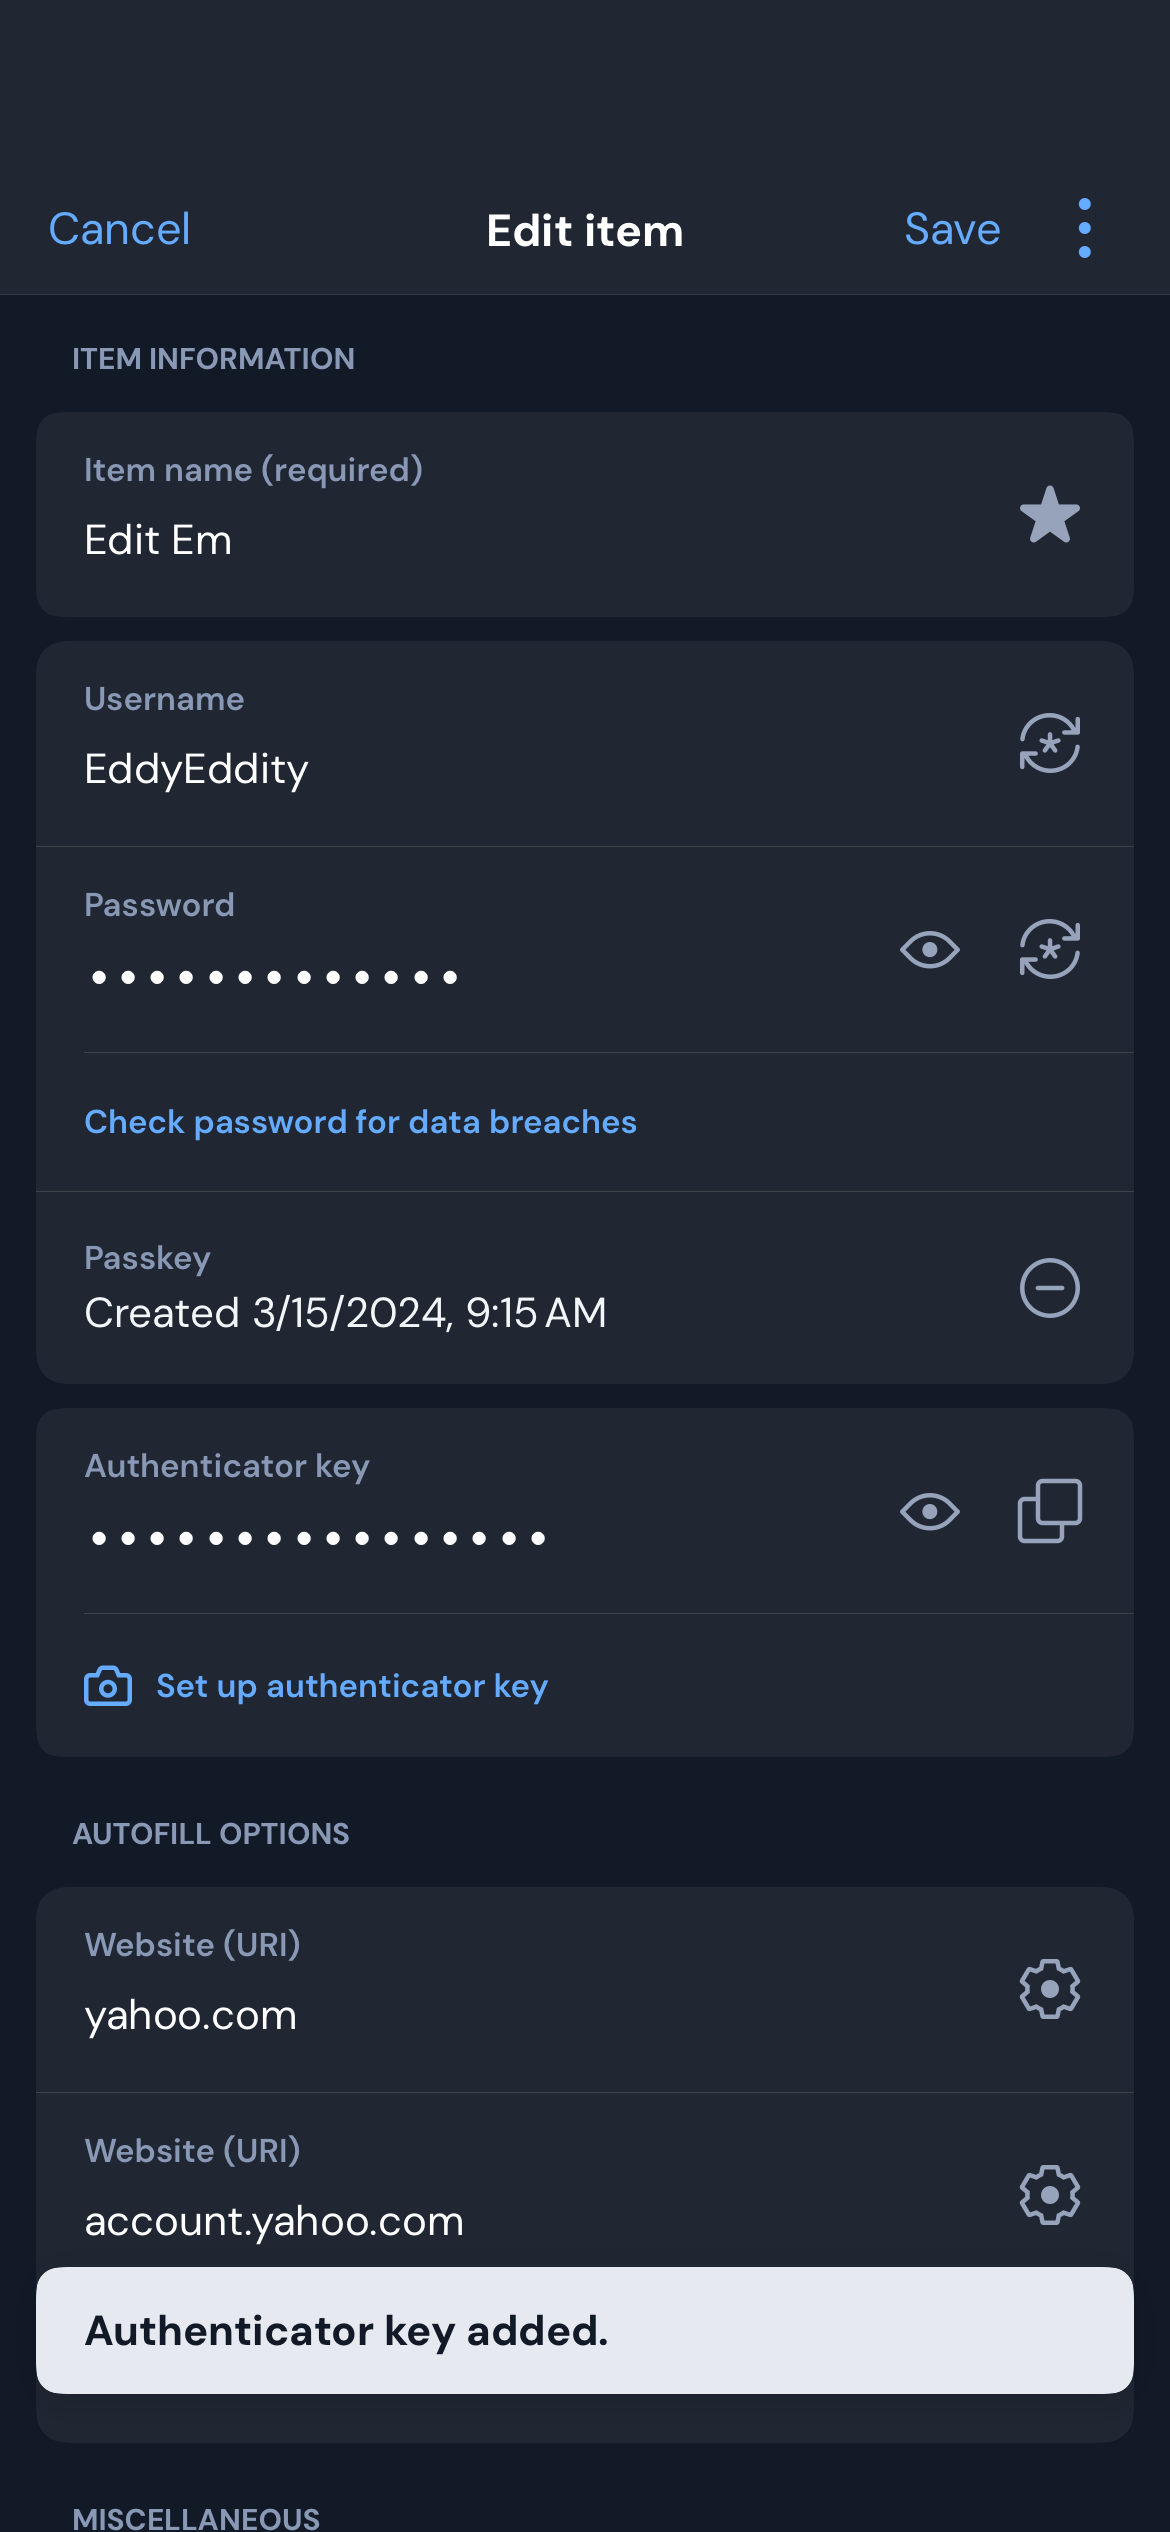 Cancel Edit item Save
ITEM INFORMATION
Item name (required)
Edit Em
Username
EddyEddity
Password
•••••••••••••
Check password for data breaches
Passkey
Created 3/15/2024, 9:15 AM
Authenticator key
••••••••••••••••
Set up authenticator key
AUTOFILL OPTIONS
Website (URI)
yahoo.com
Website (URI)
account.yahoo.com
Authenticator key added.
MISCELLANEOUS